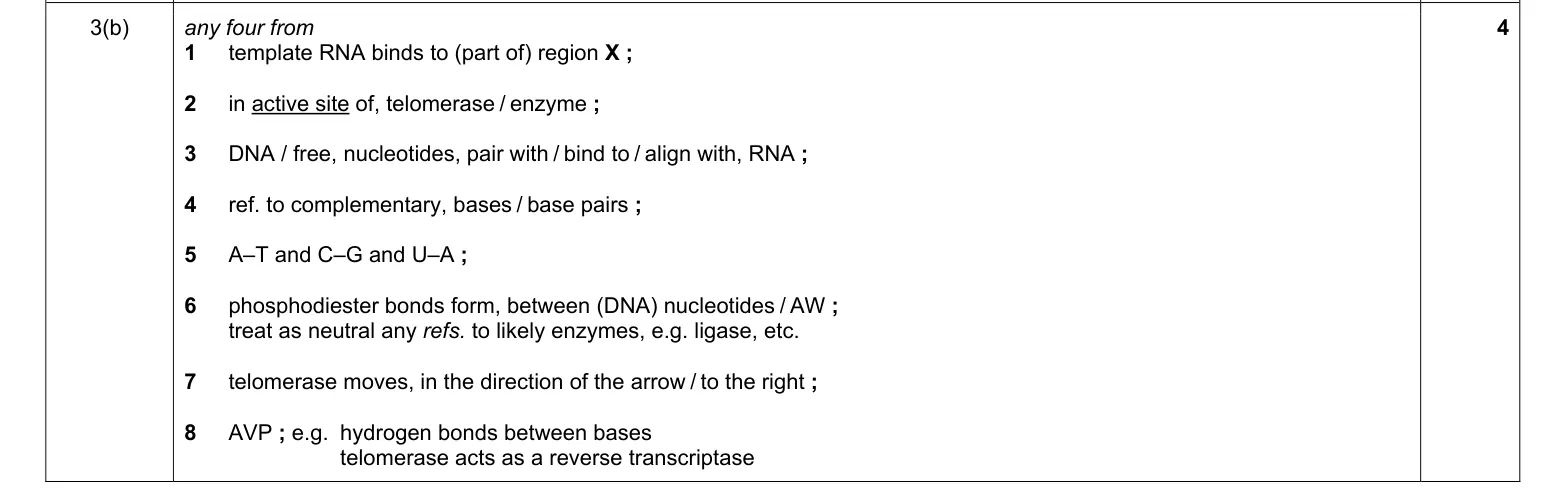 3(b) any four from 4
1 template RNA binds to (part of) region X ;
2 in active site of, telomerase / enzyme ;
3 DNA / free, nucleotides, pair with / bind to / align with, RNA ;
4 ref. to complementary, bases / base pairs ;
5 A–T and C–G and U–A ;
6 phosphodiester bonds form, between (DNA) nucleotides / AW ;
treat as neutral any refs. to likely enzymes, e.g. ligase, etc.
7 telomerase moves, in the direction of the arrow / to the right ;
8 AVP ; e.g. hydrogen bonds between bases
telomerase acts as a reverse transcriptase